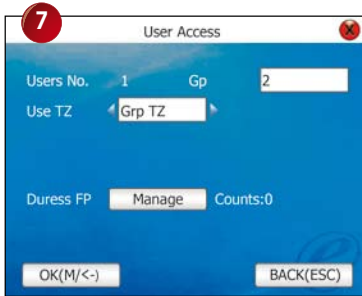 7
User Access
Users No. 1 Gp 2
Use TZ Grp TZ
Duress FP Manage Counts:0
OK(M/<-) BACK(ESC)